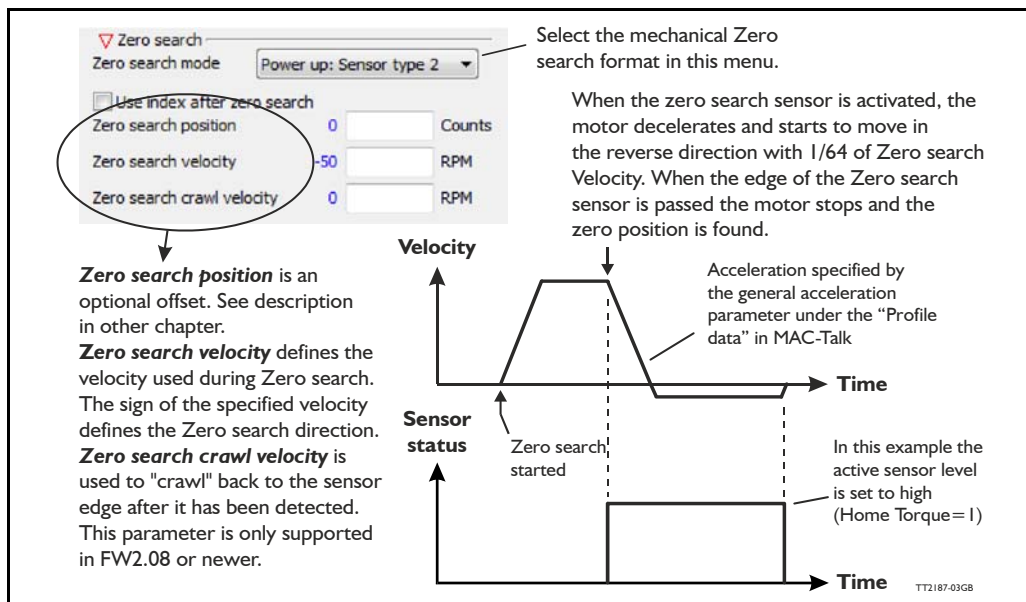 Zero search
Zero search mode Power up: Sensor type 2
Use index after zero search
Zero search position 0 Counts
Zero search velocity -50 RPM
Zero search crawl velocity 0 RPM
Select the mechanical Zero
search format in this menu.
When the zero search sensor is activated, the
motor decelerates and starts to move in
the reverse direction with 1/64 of Zero search
Velocity. When the edge of the Zero search
sensor is passed the motor stops and the
zero position is found.
Zero search position is an
optional offset. See description
in other chapter.
Zero search velocity defines the
velocity used during Zero search.
The sign of the specified velocity
defines the Zero search direction.
Zero search crawl velocity is
used to "crawl" back to the sensor
edge after it has been detected.
This parameter is only supported
in FW2.08 or newer.
Velocity
Acceleration specified by
the general acceleration
parameter under the “Profile
data” in MAC-Talk
Time
Sensor
status
Zero search
started
In this example the
active sensor level
is set to high
(Home Torque=1)
Time
TT2187-03GB